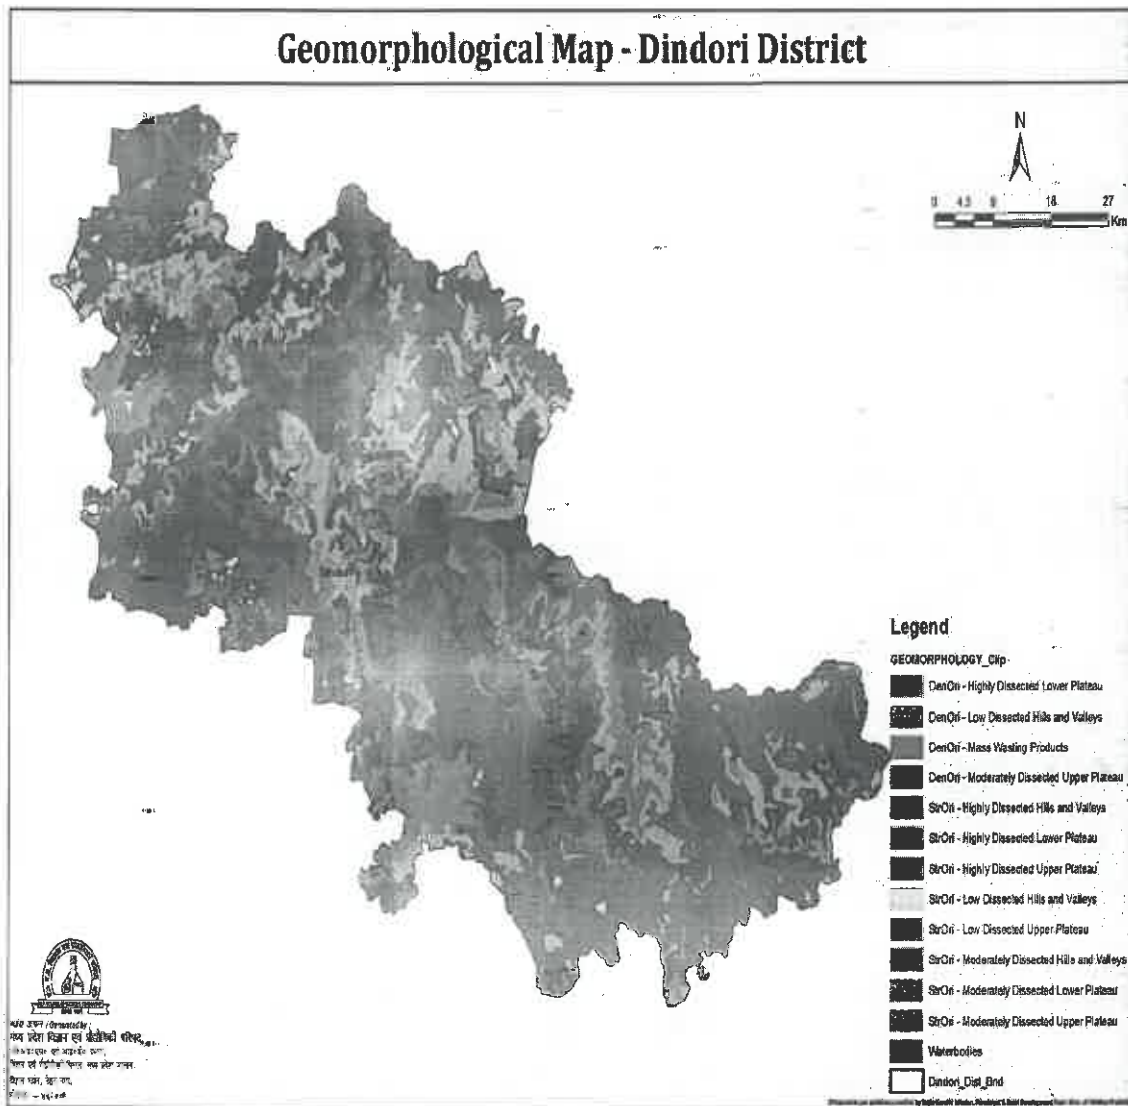 Geomorphological Map - Dindori District
N
0 4.5 9 18 27
Km
Legend
GEOMORPHOLOGY_Clip
DenOri - Highly Dissected Lower Plateau
DenOri - Low Dissected Hills and Valleys
DenOri - Mass Wasting Products
DenOri - Moderately Dissected Upper Plateau
StrOri - Highly Dissected Hills and Valleys
StrOri - Highly Dissected Lower Plateau
StrOri - Highly Dissected Upper Plateau
StrOri - Low Dissected Hills and Valleys
StrOri - Low Dissected Upper Plateau
StrOri - Moderately Dissected Hills and Valleys
StrOri - Moderately Dissected Lower Plateau
StrOri - Moderately Dissected Upper Plateau
Waterbodies
Dindori_Dist_Bnd
मध्य प्रदेश विज्ञान एवं प्रौद्योगिकी परिषद